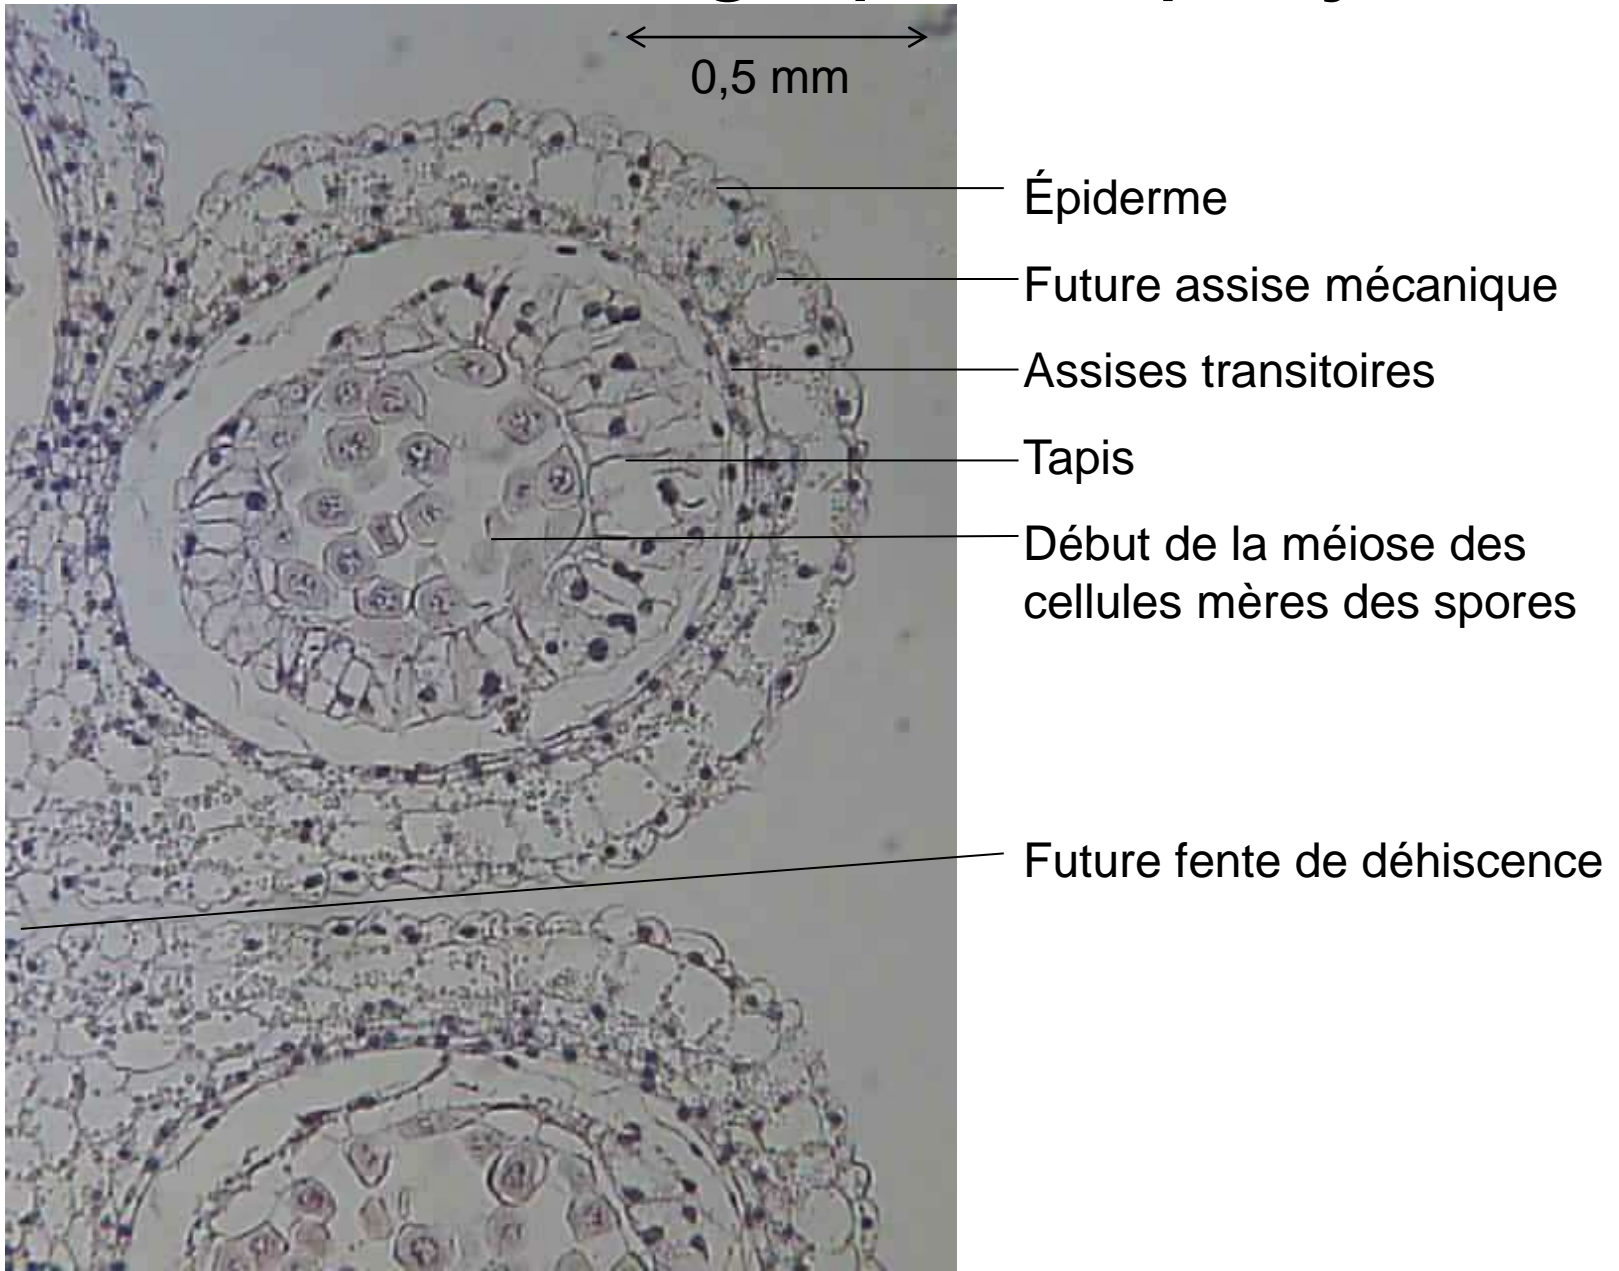 0,5 mm
Épiderme
Future assise mécanique
Assises transitoires
Tapis
Début de la méiose des
cellules mères des spores
Future fente de déhiscence